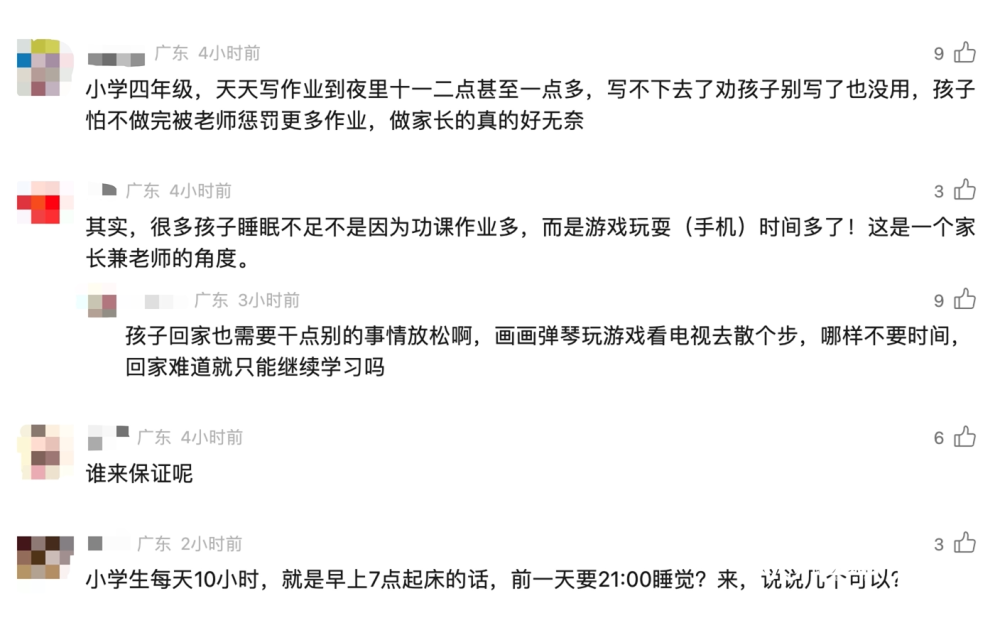 广东 4小时前 9
小学四年级，天天写作业到夜里十一二点甚至一点多，写不下去了劝孩子别写了也没用，孩子
怕不做完被老师惩罚更多作业，做家长的真的好无奈
广东 4小时前 3
其实，很多孩子睡眠不足不是因为功课作业多，而是游戏玩耍（手机）时间多了！这是一个家
长兼老师的角度。
广东 3小时前 9
孩子回家也需要干点别的事情放松啊，画画弹琴玩游戏看电视去散个步，哪样不要时间，
回家难道就只能继续学习吗
广东 4小时前 6
谁来保证呢
广东 2小时前 3
小学生每天10小时，就是早上7点起床的话，前一天要21:00睡觉？来，说说几个可以？